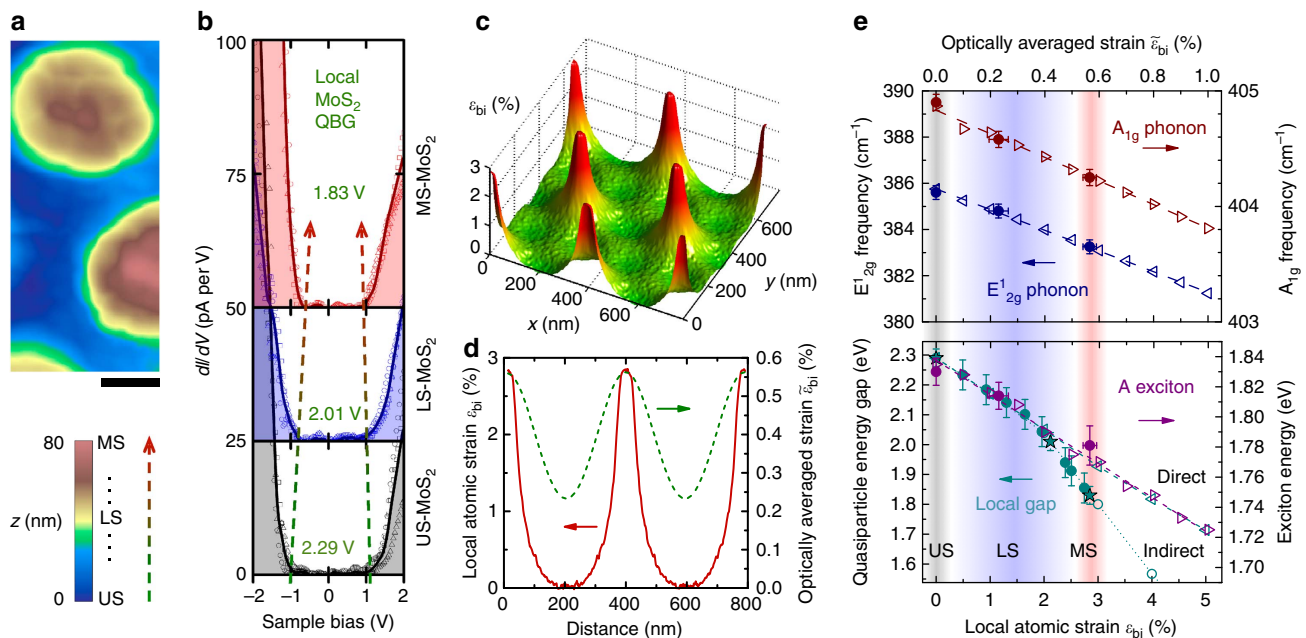 a
80
MS
z (nm)
LS
0
US
b
100
75
50
25
0
dI/dV (pA per V)
Local
MoS₂
QBG
1.83 V
2.01 V
2.29 V
MS-MoS₂
LS-MoS₂
US-MoS₂
−2 −1 0 1 2
Sample bias (V)
c
ε_bi (%)
3
2
1
0
0
200
400
600
x (nm)
0
200
400
600
y (nm)
d
Local atomic strain ε_bi (%)
3
2
1
0
Optically averaged strain ε̃_bi (%)
0.6
0.5
0.4
0.3
0.2
0.1
0.0
0 200 400 600 800
Distance (nm)
e
Optically averaged strain ε̃_bi (%)
0.0 0.2 0.4 0.6 0.8 1.0
E¹₂g frequency (cm⁻¹)
390
388
386
384
382
380
A₁g phonon
E¹₂g phonon
405
404
403
A₁g frequency (cm⁻¹)
Quasiparticle energy gap (eV)
2.3
2.2
2.1
2.0
1.9
1.8
1.7
1.6
A exciton
Direct
Local gap
US
LS
MS
Indirect
1.84
1.82
1.80
1.78
1.76
1.74
1.72
1.70
Exciton energy (eV)
0 1 2 3 4 5
Local atomic strain ε_bi (%)